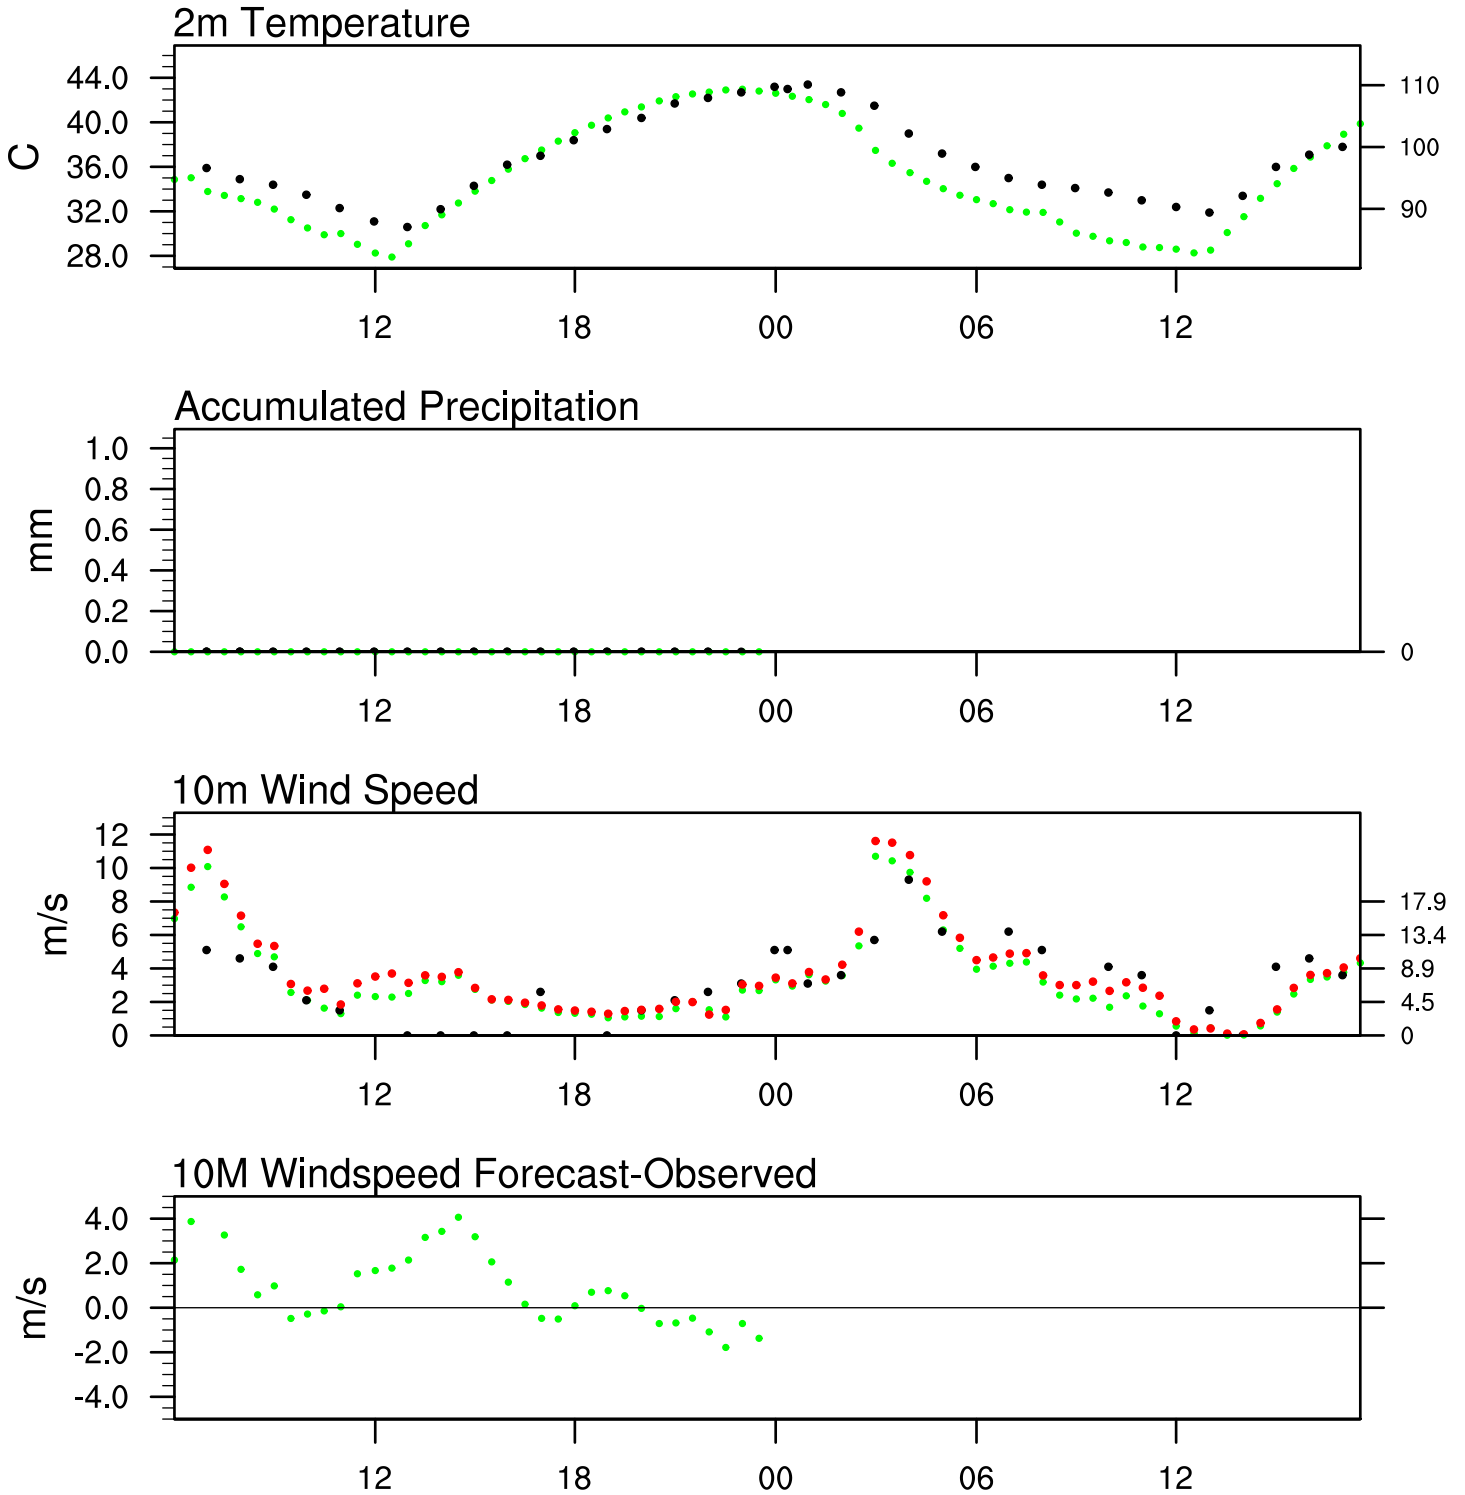 2m Temperature
44.0
40.0
36.0
32.0
28.0
C
110
100
90
12 18 00 06 12
Accumulated Precipitation
1.0
0.8
0.6
0.4
0.2
0.0
mm
0
12 18 00 06 12
10m Wind Speed
12
10
8
6
4
2
0
m/s
17.9
13.4
8.9
4.5
0
12 18 00 06 12
10M Windspeed Forecast-Observed
4.0
2.0
0.0
-2.0
-4.0
m/s
12 18 00 06 12